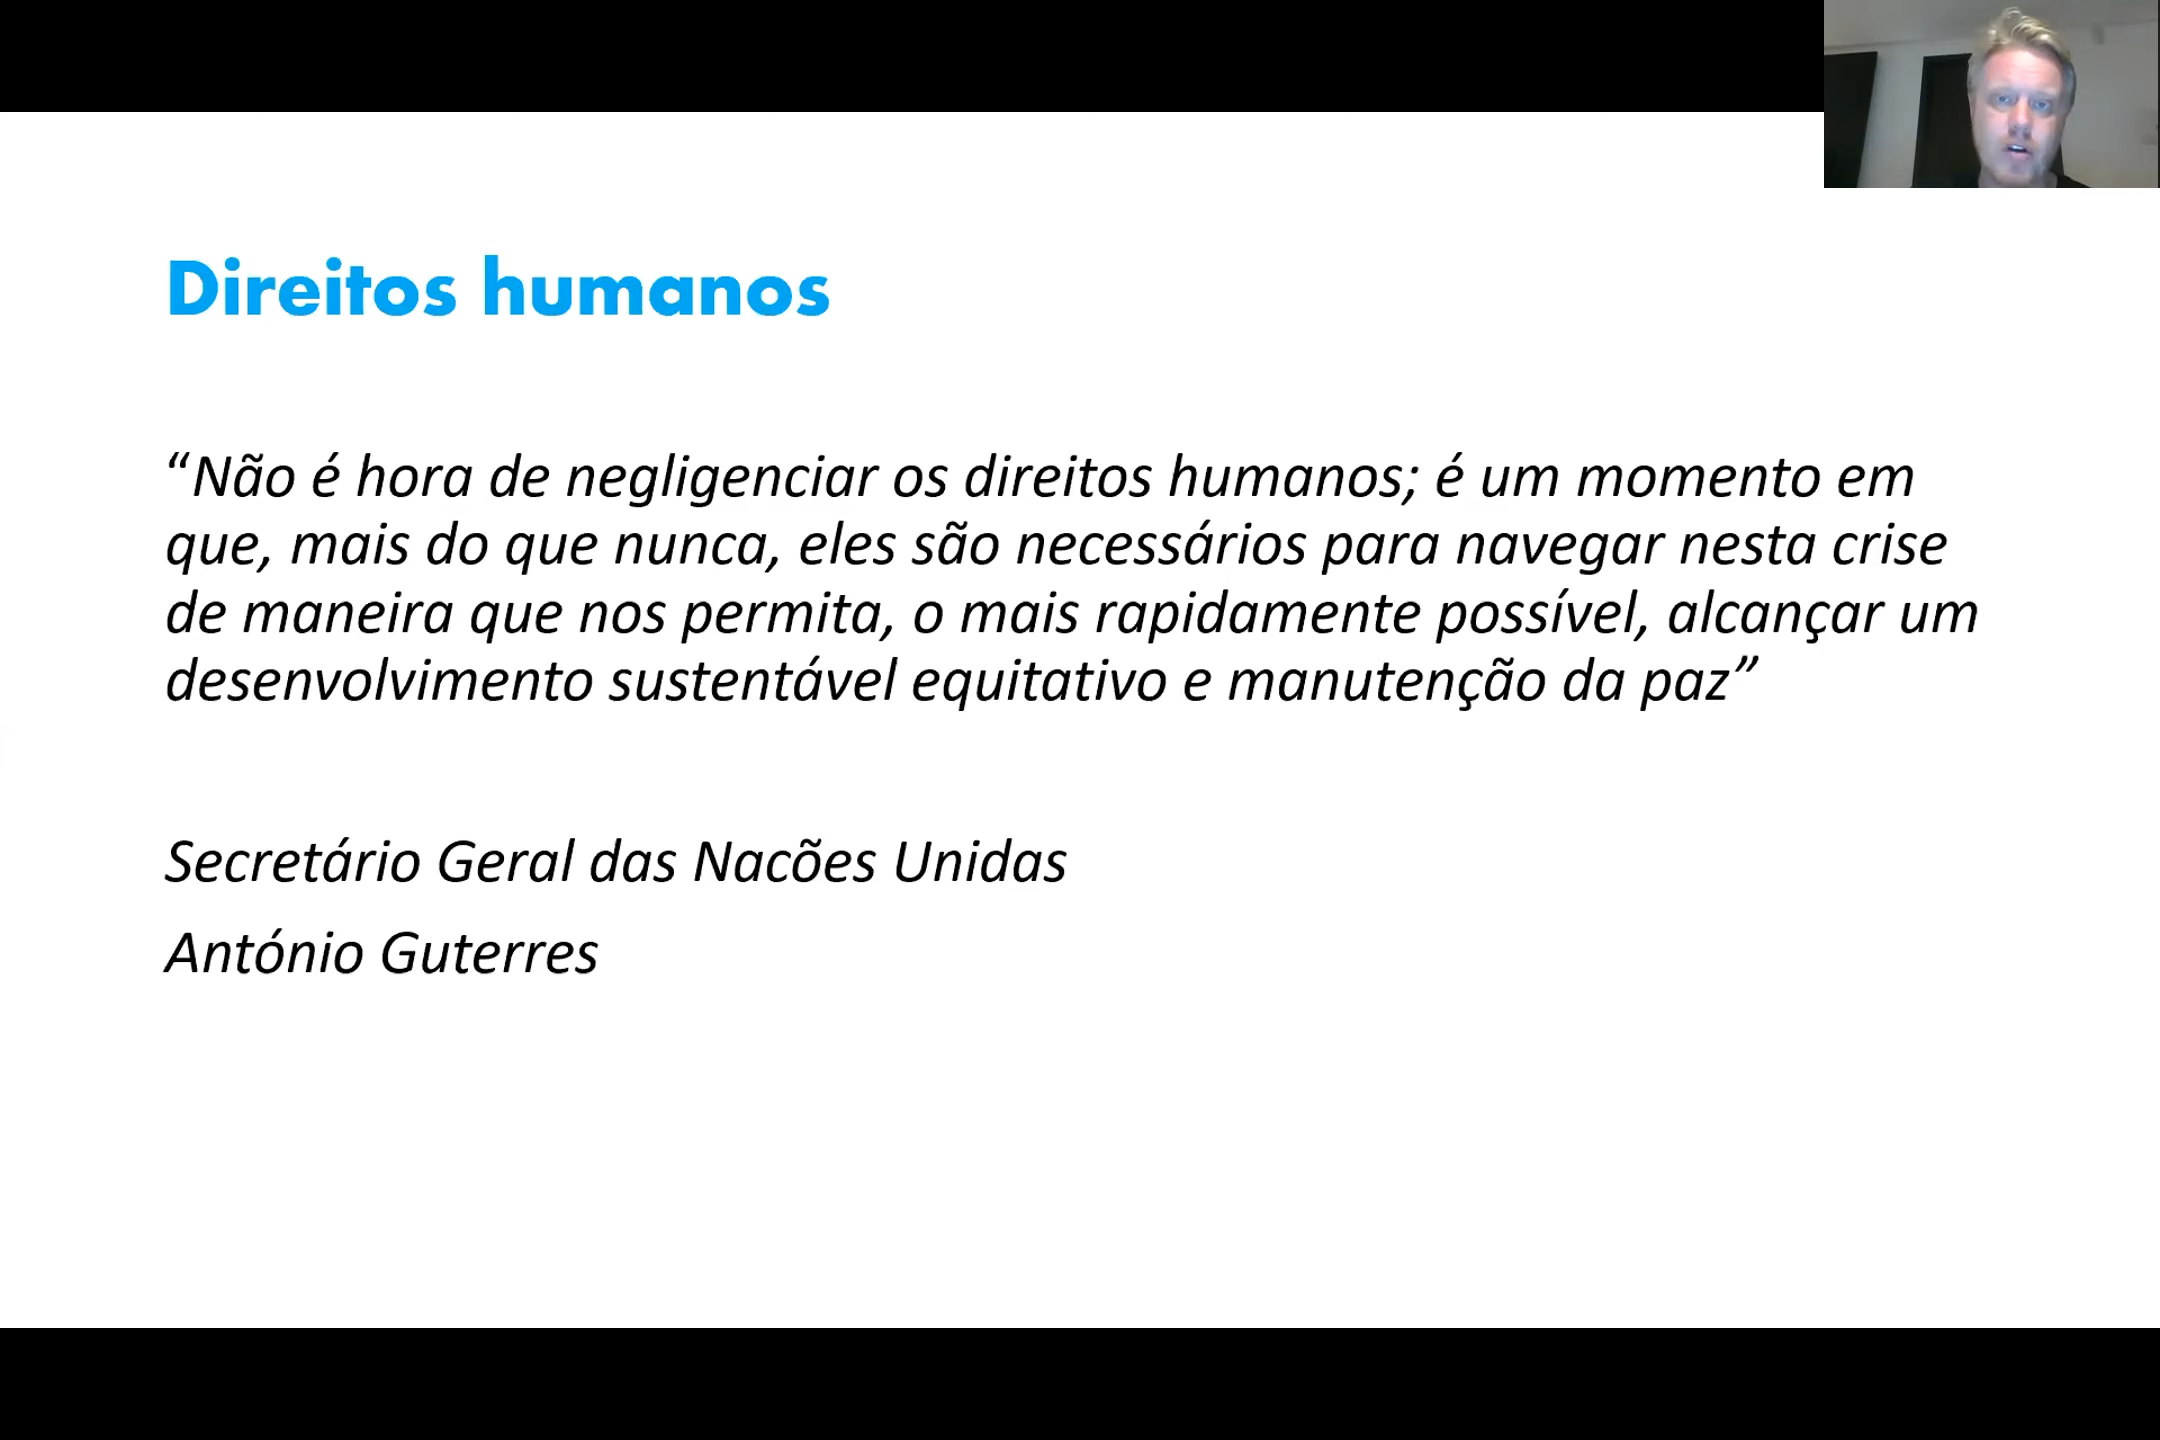 Direitos humanos
“Não é hora de negligenciar os direitos humanos; é um momento em
que, mais do que nunca, eles são necessários para navegar nesta crise
de maneira que nos permita, o mais rapidamente possível, alcançar um
desenvolvimento sustentável equitativo e manutenção da paz”
Secretário Geral das Nacões Unidas
António Guterres